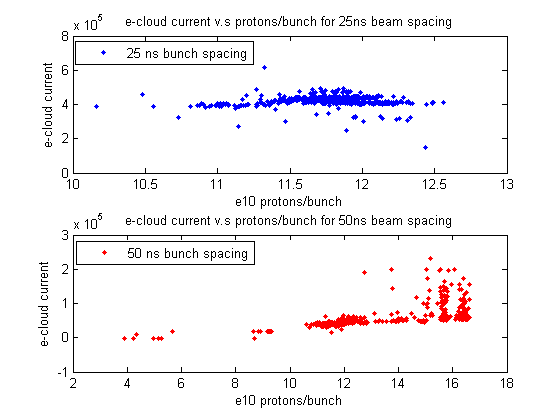 e-cloud current v.s protons/bunch for 25ns beam spacing
x 10^5
8
25 ns bunch spacing
6
4
2
0
e-cloud current
10 10.5 11 11.5 12 12.5 13
e10 protons/bunch
e-cloud current v.s protons/bunch for 50ns beam spacing
x 10^5
3
50 ns bunch spacing
2
1
0
-1
e-cloud current
2 4 6 8 10 12 14 16 18
e10 protons/bunch